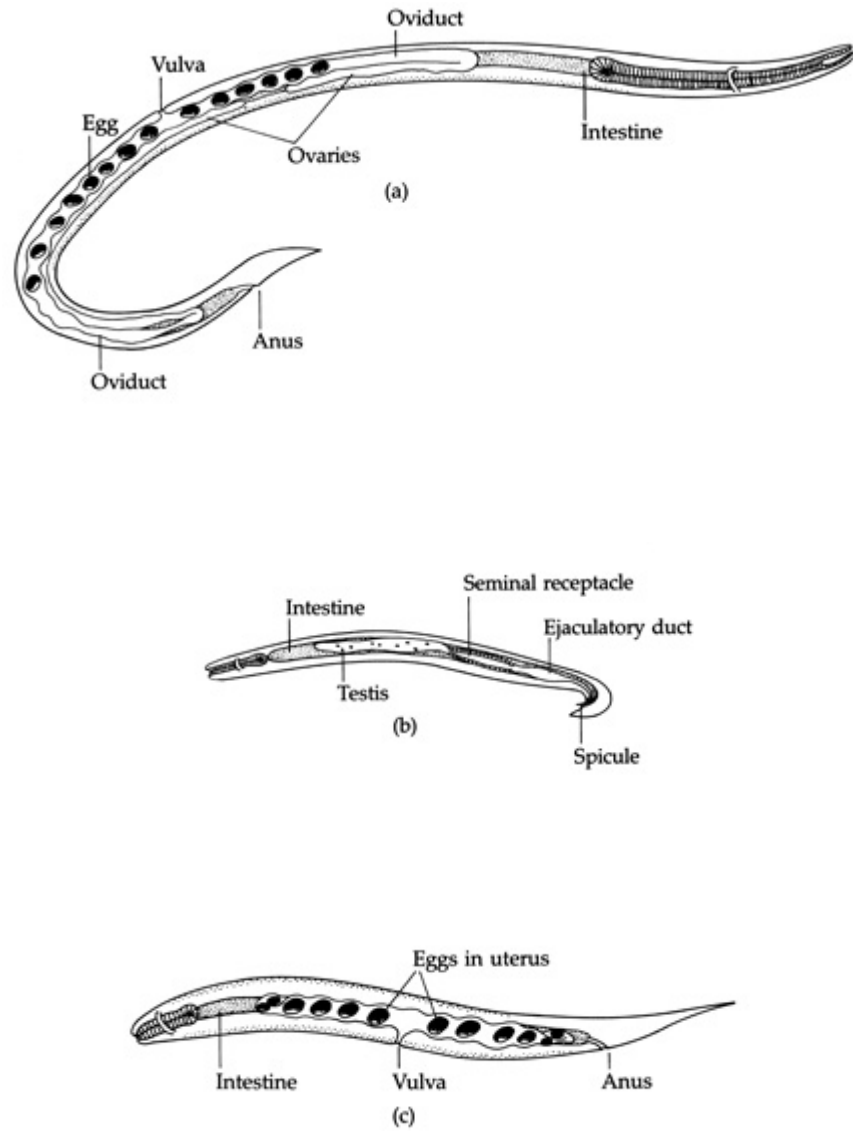 Oviduct
Vulva
Egg
Intestine
Ovaries
(a)
Anus
Oviduct
Seminal receptacle
Intestine
Ejaculatory duct
Testis
(b)
Spicule
Eggs in uterus
Intestine
Vulva
Anus
(c)